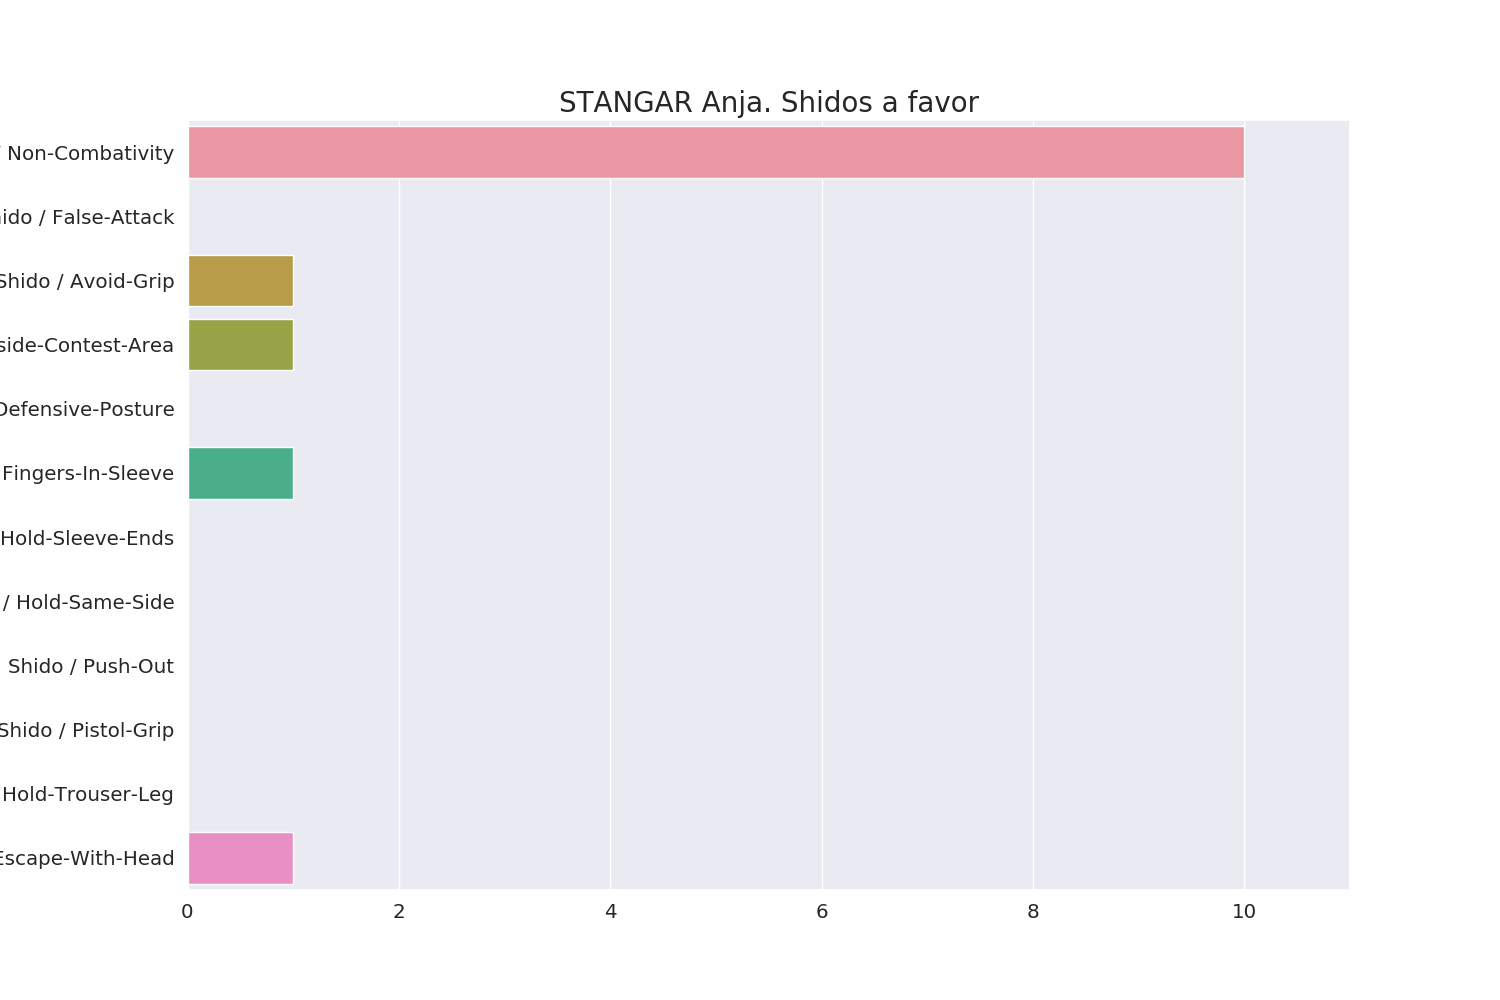 STANGAR Anja. Shidos a favor
/ Non-Combativity
ido / False-Attack
Shido / Avoid-Grip
side-Contest-Area
Defensive-Posture
Fingers-In-Sleeve
Hold-Sleeve-Ends
/ Hold-Same-Side
Shido / Push-Out
Shido / Pistol-Grip
Hold-Trouser-Leg
Escape-With-Head
0 2 4 6 8 10